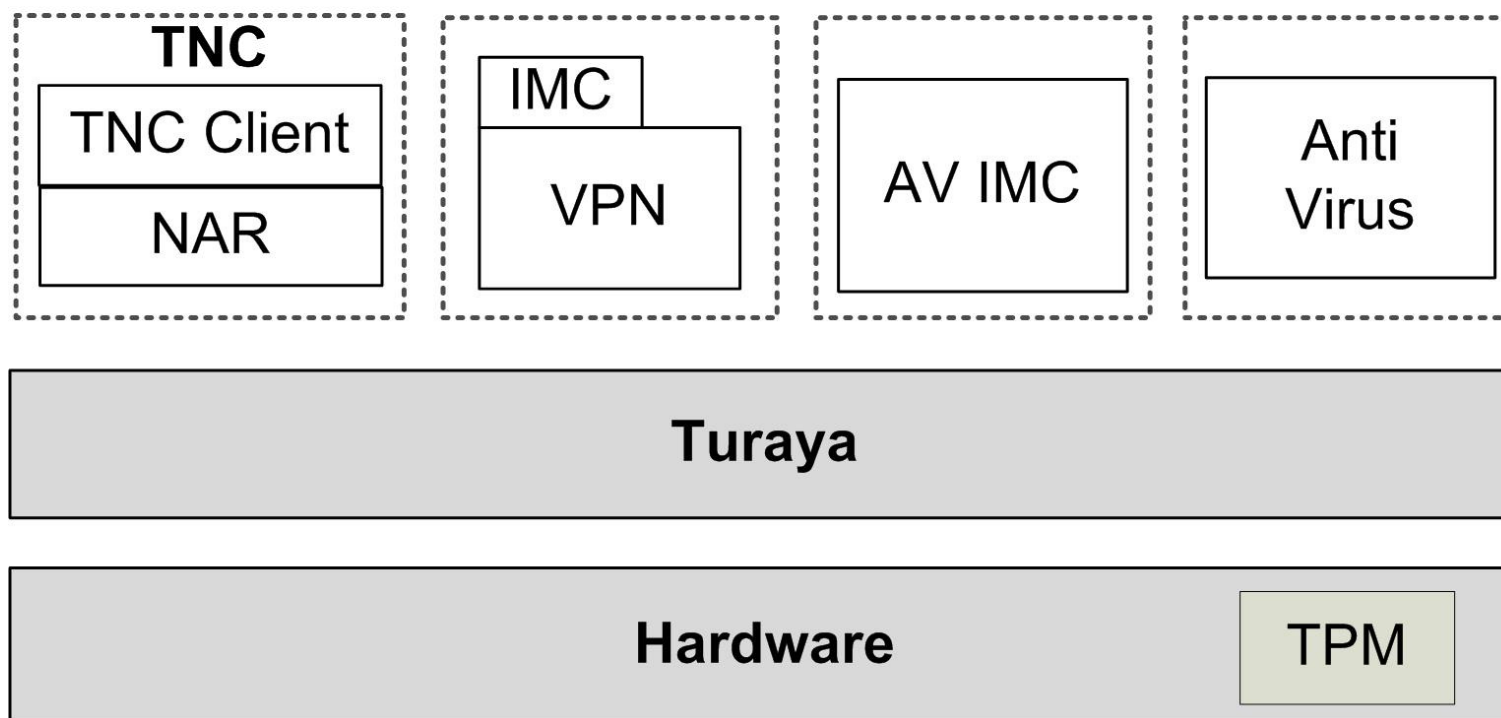 TNC
TNC Client
NAR
IMC
VPN
AV IMC
Anti
Virus
Turaya
Hardware
TPM